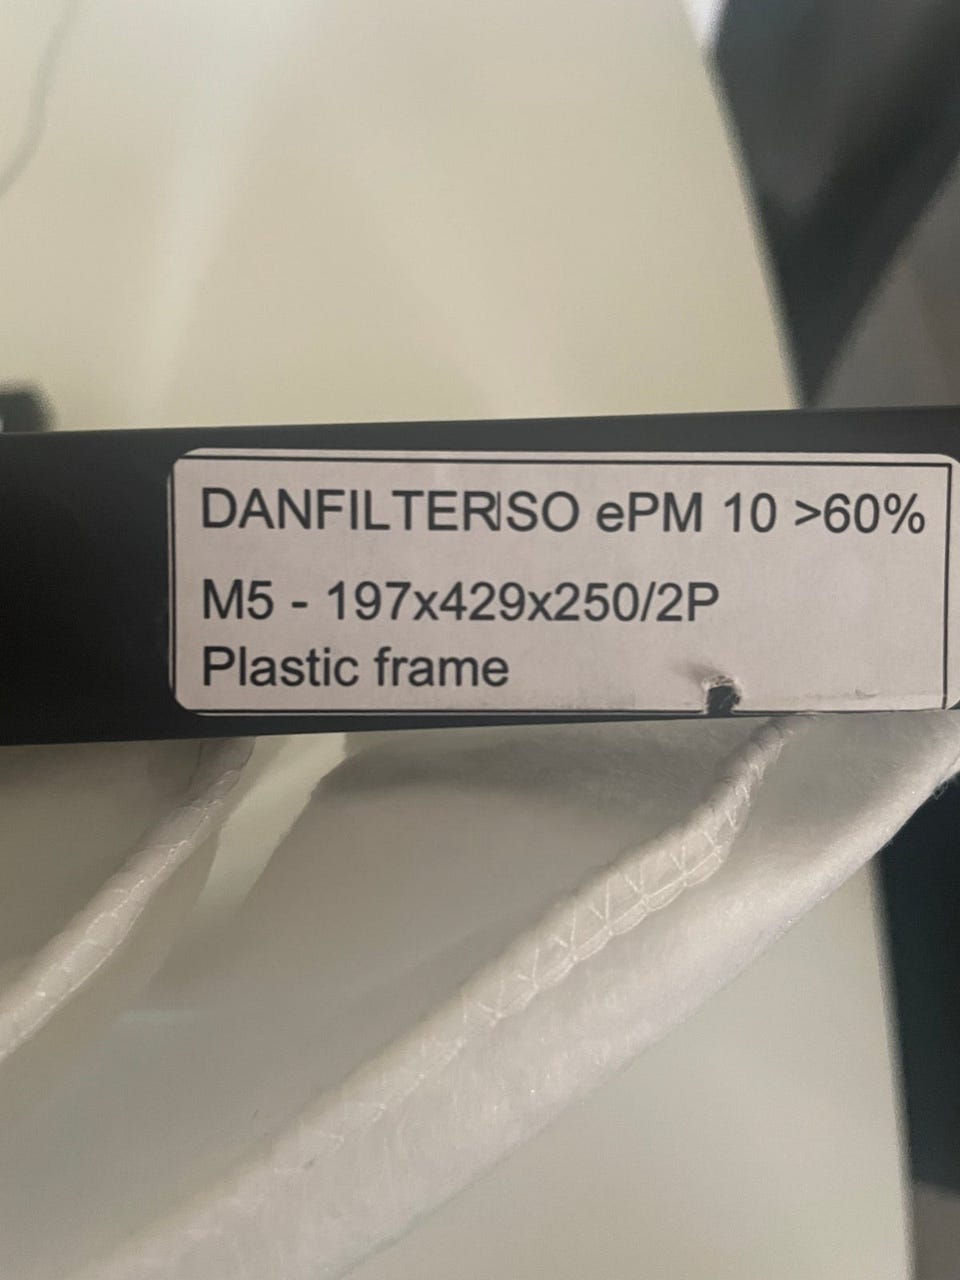 DANFILTERISO ePM 10 >60%
M5 - 197x429x250/2P
Plastic frame